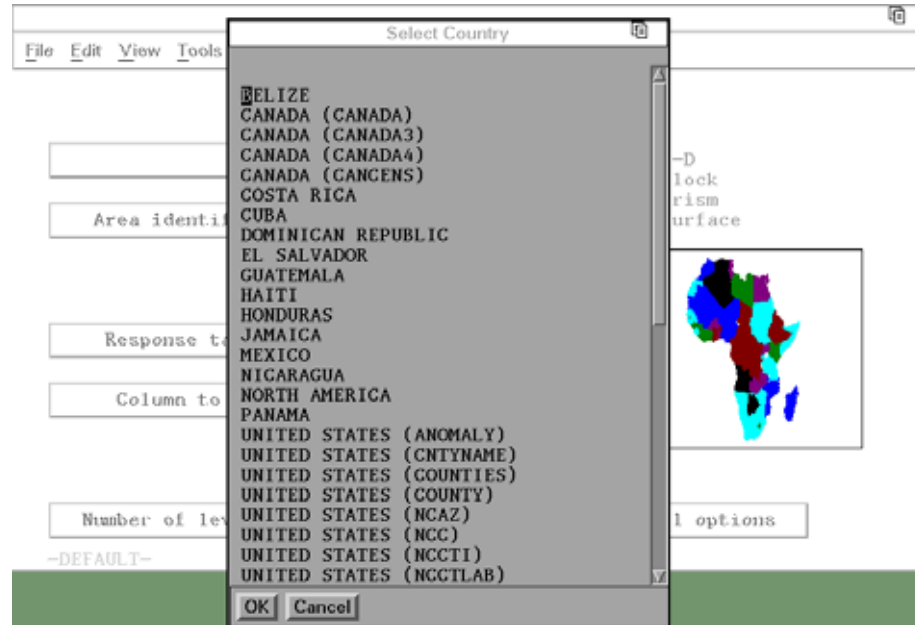 Select Country
File Edit View Tools
BELIZE
CANADA (CANADA)
CANADA (CANADA3)
CANADA (CANADA4)
CANADA (CANCENS)
COSTA RICA
CUBA
DOMINICAN REPUBLIC
EL SALVADOR
GUATEMALA
HAITI
HONDURAS
JAMAICA
MEXICO
NICARAGUA
NORTH AMERICA
PANAMA
UNITED STATES (ANOMALY)
UNITED STATES (CNTYNAME)
UNITED STATES (COUNTIES)
UNITED STATES (COUNTY)
UNITED STATES (NCAZ)
UNITED STATES (NCC)
UNITED STATES (NCCTI)
UNITED STATES (NCCTLAB)
OK Cancel
-D
lock
rism
urface
Area identif
Response ta
Column to
Number of lev
l options
-DEFAULT-